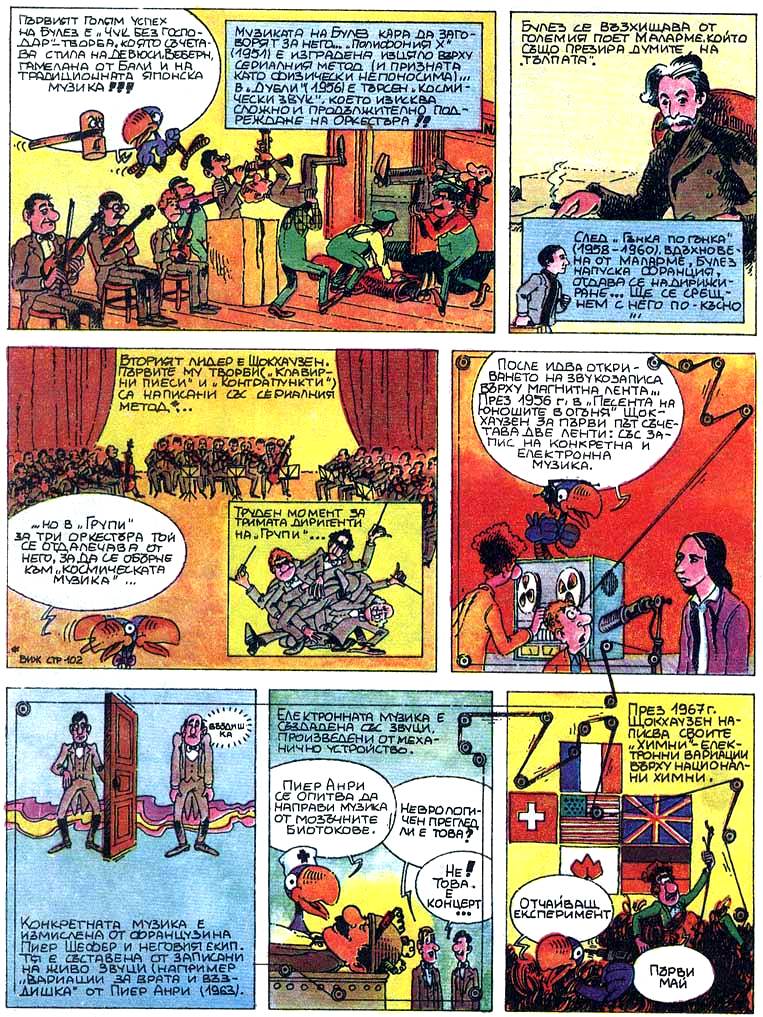 ПЪРВИЯТ ГОЛЯМ УСПЕХ
НА БУЛЕЗ Е „ЧУК БЕЗ ГОСПО-
ДАР"-ТВОРБА, КОЯТО СЪЧЕТА-
ВА СТИЛА НА ДЕБЮСИ, ВЕБЕРН,
ГАМЕЛАНА ОТ БАЛИ И НА
ТРАДИЦИОННАТА ЯПОНСКА
МУЗИКА!!!
МУЗИКАТА НА БУЛЕЗ КАРА ДА ЗАГО-
ВОРЯТ ЗА НЕГО... „ПОЛИФОНИЯ Х"
(1951) Е ИЗГРАДЕНА ИЗЦЯЛО ВЪРХУ
СЕРИАЛНИЯ МЕТОД (И ПРИЗНАТА
КАТО ФИЗИЧЕСКИ НЕПОНОСИМА)...
В „ДУБЛИ" (1956) Е ТЪРСЕН „КОСМИ-
ЧЕСКИ ЗВУК", КОЕТО ИЗИСКВА
СЛОЖНО И ПРОДЪЛЖИТЕЛНО ПОД-
РЕЖДАНЕ НА ОРКЕСТЪРА!!
БУЛЕЗ СЕ ВЪЗХИЩАВА ОТ
ГОЛЕМИЯ ПОЕТ МАЛАРМЕ, КОЙТО
СЪЩО ПРЕЗИРА ДУМИТЕ НА
„ТЪЛПАТА".
СЛЕД „ГЪНКА ПО ГЪНКА"
(1958-1960), ВДЪХНОВЕ-
НА ОТ МАЛАРМЕ, БУЛЕЗ
НАПУСКА ФРАНЦИЯ,
ОТДАВА СЕ НА ДИРИЖИ-
РАНЕ... ЩЕ СЕ СРЕЩ-
НЕМ С НЕГО ПО-КЪСНО
...
ВТОРИЯТ ЛИДЕР Е ЩОКХАУЗЕН.
ПЪРВИТЕ МУ ТВОРБИ („КЛАВИР-
НИ ПИЕСИ" И „КОНТРАПУНКТИ")
СА НАПИСАНИ СЪС СЕРИАЛНИЯ
МЕТОД*...
...НО В „ГРУПИ"
ЗА ТРИ ОРКЕСТЪРА ТОЙ
СЕ ОТДАЛЕЧАВА ОТ
НЕГО, ЗА ДА СЕ ОБЪРНЕ
КЪМ „КОСМИЧЕСКАТА
МУЗИКА"...
ТРУДЕН МОМЕНТ ЗА
ТРИМАТА ДИРИГЕНТИ
НА „ГРУПИ"...
* ВИЖ СТР. 102
ПОСЛЕ ИДВА ОТКРИ-
ВАНЕТО НА ЗВУКОЗАПИСА
ВЪРХУ МАГНИТНА ЛЕНТА...
ПРЕЗ 1956 Г. В „ПЕСЕНТА НА
ЮНОШИТЕ В ОГЪНЯ" ЩОК-
ХАУЗЕН ЗА ПЪРВИ ПЪТ СЪЧЕ-
ТАВА ДВЕ ЛЕНТИ: СЪС ЗА-
ПИС НА КОНКРЕТНА И
ЕЛЕКТРОННА
МУЗИКА.
ВЪЗДИШ-
КА
КОНКРЕТНАТА МУЗИКА Е
ИЗМИСЛЕНА ОТ ФРАНЦУЗИНА
ПИЕР ШЕФЕР И НЕГОВИЯ ЕКИП.
ТЯ Е СЪСТАВЕНА ОТ ЗАПИСАНИ
НА ЖИВО ЗВУЦИ (НАПРИМЕР
„ВАРИАЦИИ ЗА ВРАТА И ВЪЗ-
ДИШКА" ОТ ПИЕР АНРИ (1963).
ЕЛЕКТРОННАТА МУЗИКА Е
СЪЗДАДЕНА СЪС ЗВУЦИ,
ПРОИЗВЕДЕНИ ОТ МЕХА-
НИЧНО УСТРОЙСТВО.
ПИЕР АНРИ
СЕ ОПИТВА ДА
НАПРАВИ МУЗИКА
ОТ МОЗЪЧНИТЕ
БИОТОКОВЕ.
НЕВРОЛОГИ-
ЧЕН ПРЕГЛЕД
ЛИ Е ТОВА?
НЕ!
ТОВА
Е
КОНЦЕРТ
...
ПРЕЗ 1967 Г.
ЩОКХАУЗЕН НА-
ПИСВА СВОИТЕ
„ХИМНИ"-ЕЛЕК-
ТРОННИ ВАРИАЦИИ
ВЪРХУ НАЦИОНАЛ-
НИ ХИМНИ.
ОТЧАЙВАЩ
ЕКСПЕРИМЕНТ
ПЪРВИ
МАЙ